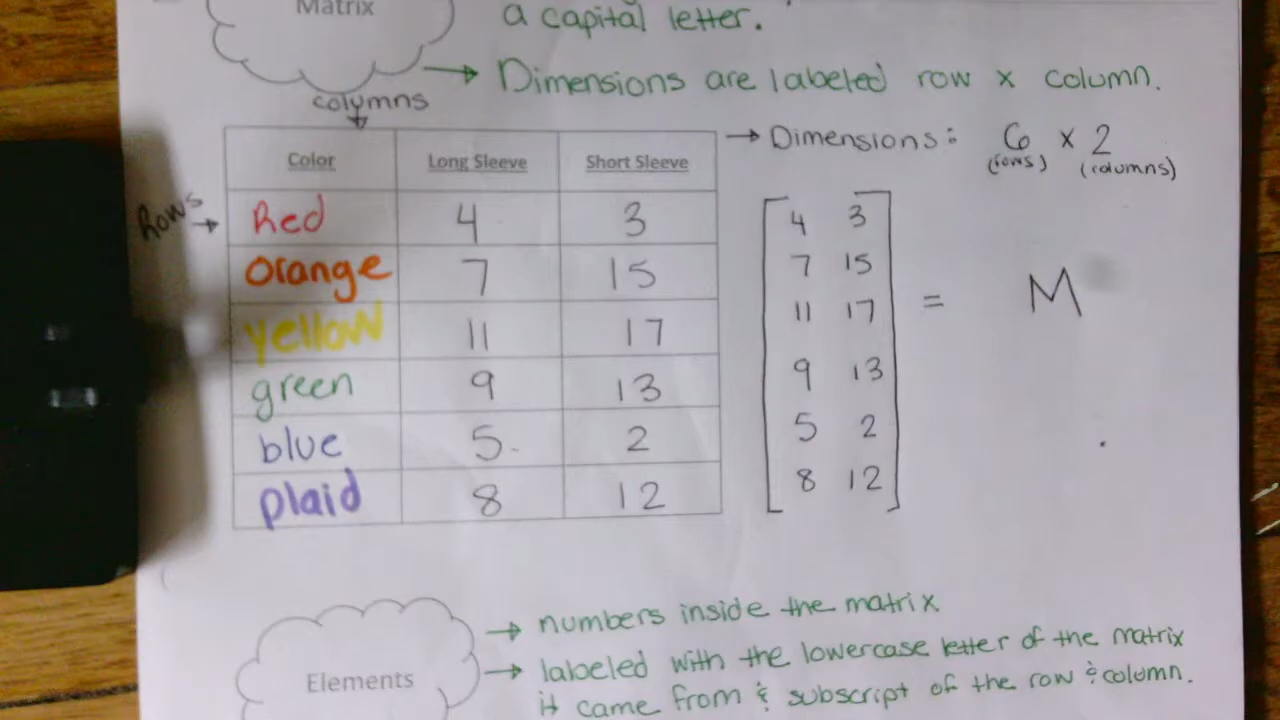 Matrix
a capital letter.
→ Dimensions are labeled row x column.
columns
Color Long Sleeve Short Sleeve
→ Dimensions: 6 x 2
(rows) (columns)
Rows →
Red 4 3
orange 7 15
yellow 11 17
green 9 13
blue 5 2
plaid 8 12
4 3
7 15
11 17
9 13
5 2
8 12
= M
Elements
→ numbers inside the matrix
→ labeled with the lowercase letter of the matrix
it came from & subscript of the row & column.